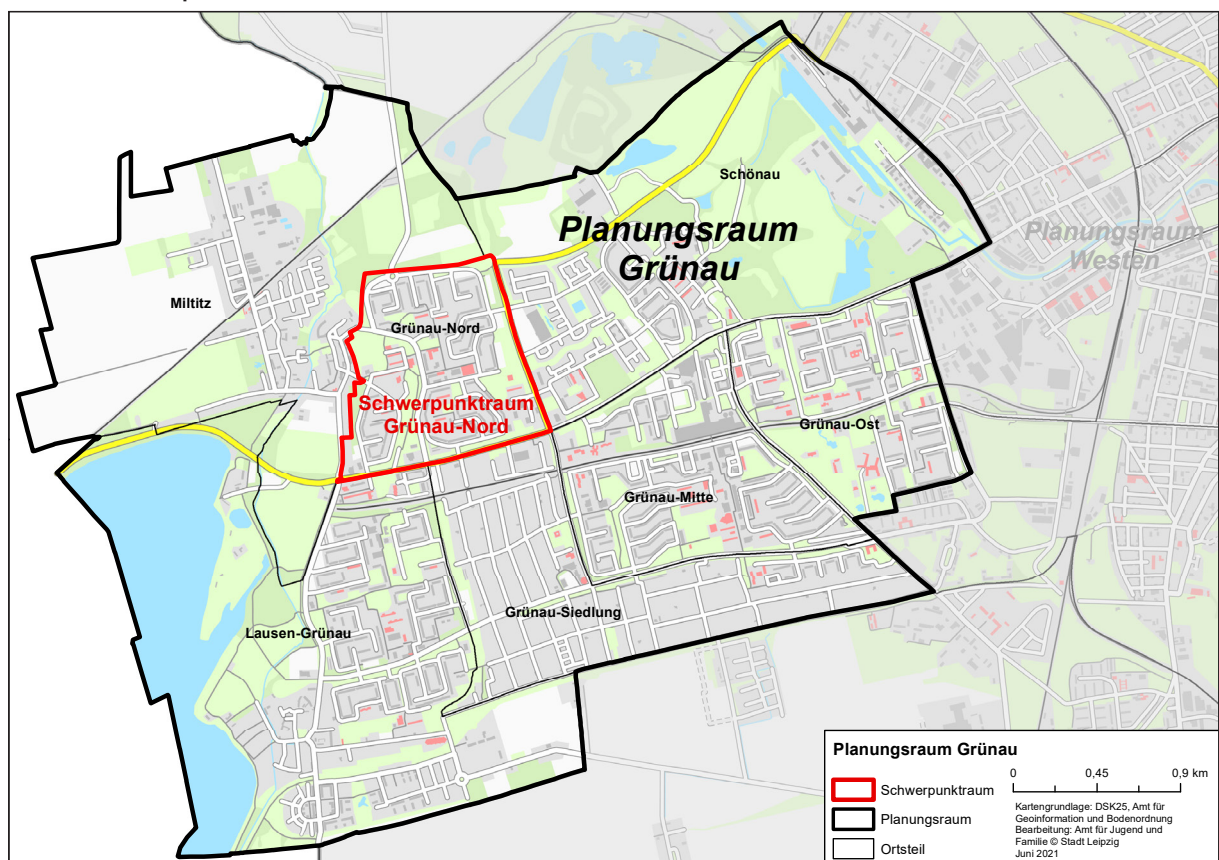 Schönau
Planungsraum
Grünau
Planungsraum
Westen
Miltitz
Grünau-Nord
Schwerpunktraum
Grünau-Nord
Grünau-Ost
Grünau-Mitte
Grünau-Siedlung
Lausen-Grünau
Planungsraum Grünau
Schwerpunktraum
Planungsraum
Ortsteil
0 0,45 0,9 km
Kartengrundlage: DSK25, Amt für
Geoinformation und Bodenordnung
Bearbeitung: Amt für Jugend und
Familie © Stadt Leipzig
Juni 2021